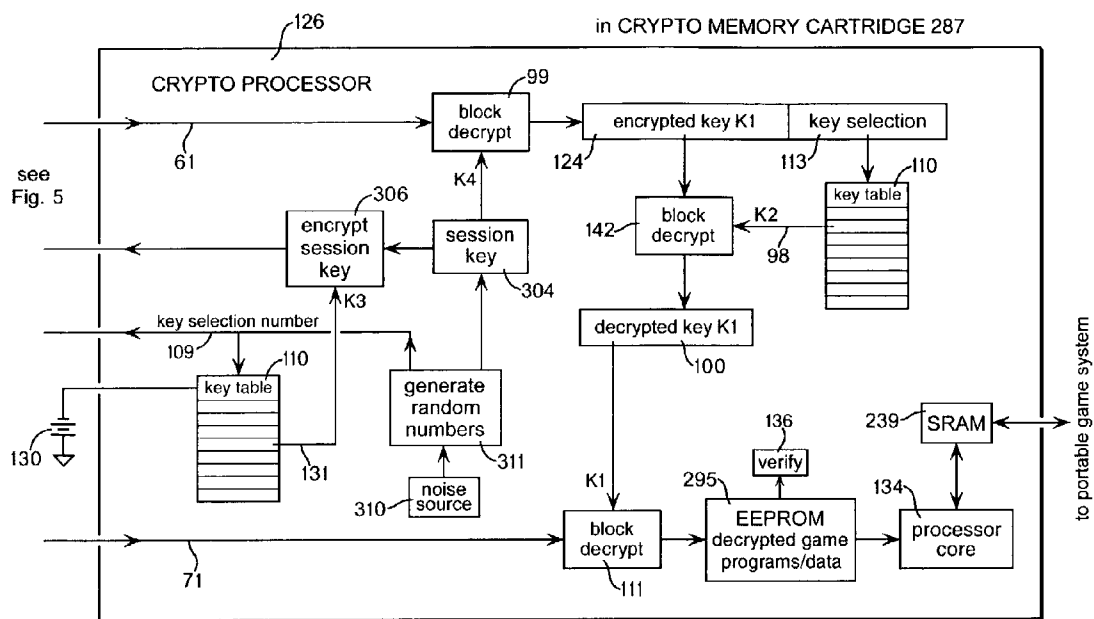 in CRYPTO MEMORY CARTRIDGE 287
126
CRYPTO PROCESSOR
99
block
decrypt
encrypted key K1
key selection
61
124
113
110
see
Fig. 5
K4
key table
306
encrypt
session
key
session
key
304
142
block
decrypt
K2
98
K3
key selection number
109
decrypted key K1
100
110
key table
generate
random
numbers
311
130
131
310
noise
source
239
SRAM
136
verify
K1
295
134
to portable game system
71
block
decrypt
111
EEPROM
decrypted game
programs/data
processor
core